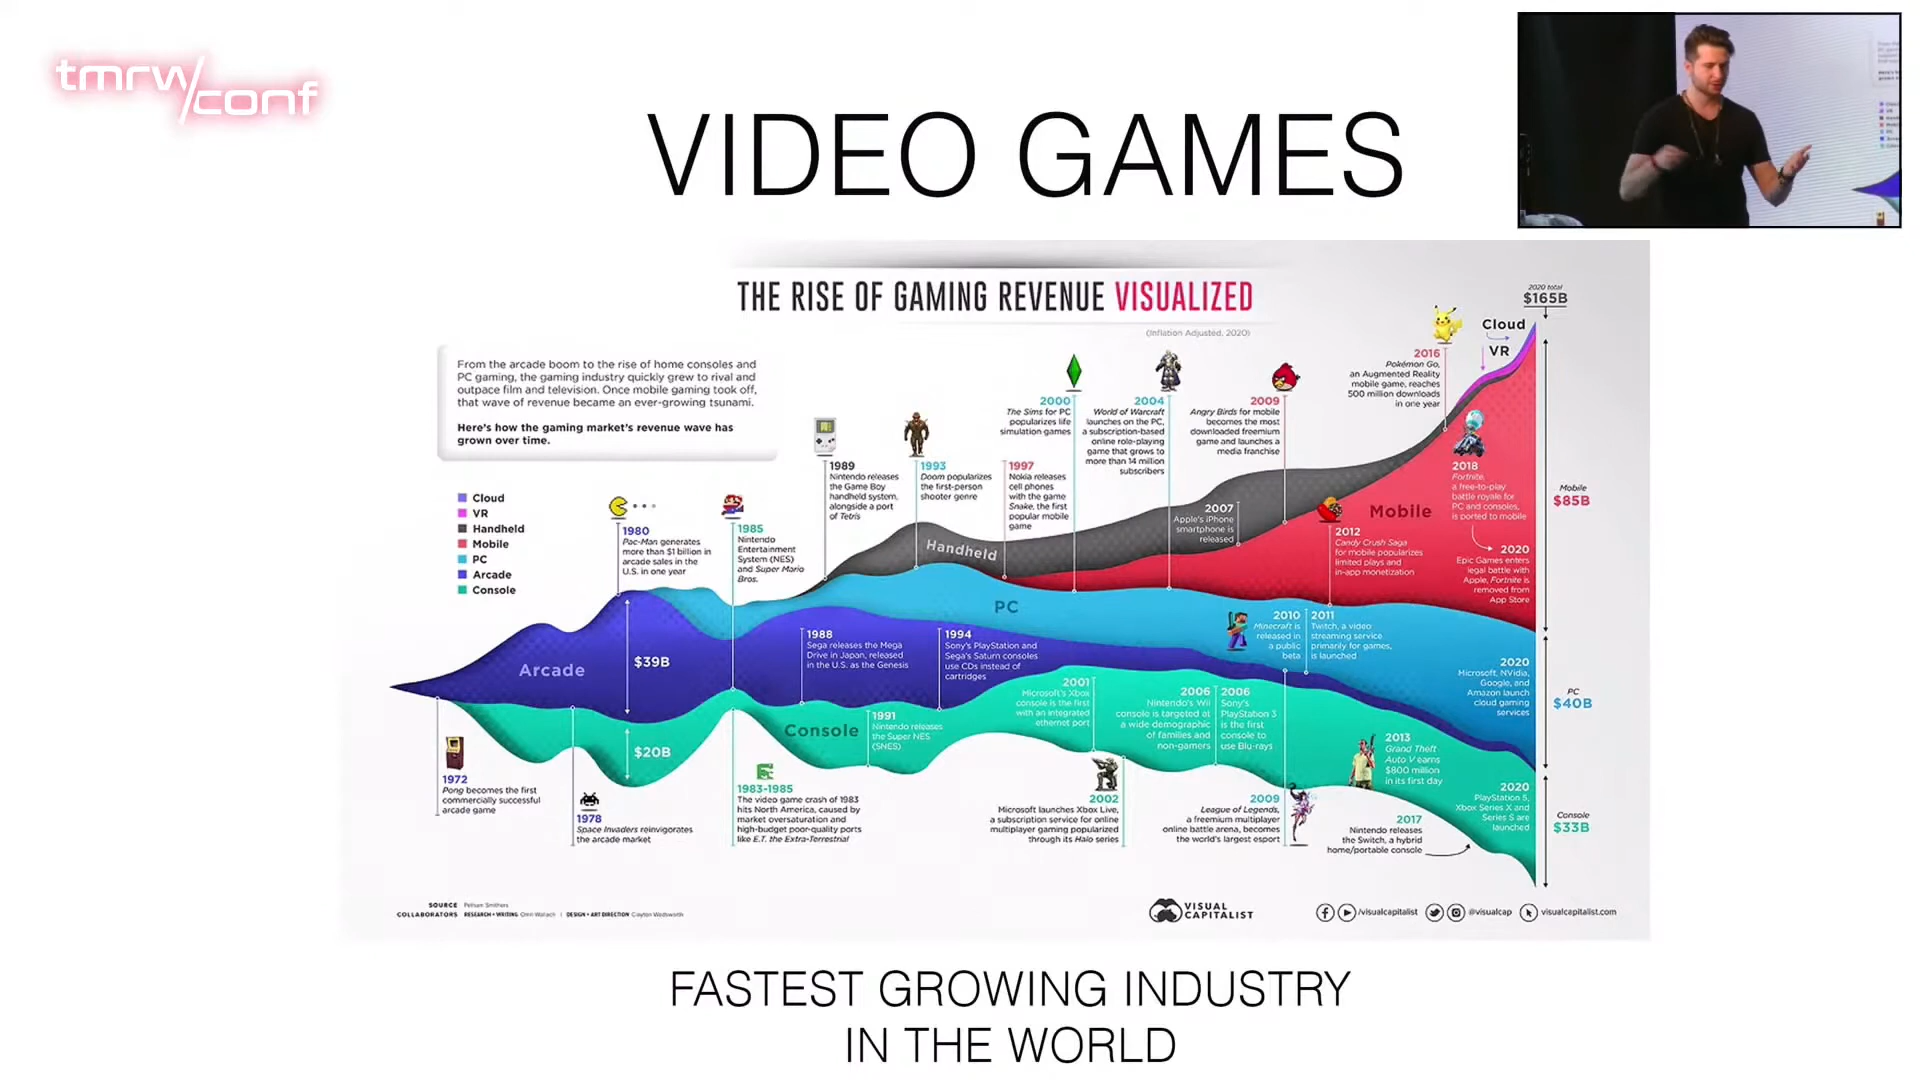 tmrw/conf
VIDEO GAMES
THE RISE OF GAMING REVENUE VISUALIZED
(Inflation Adjusted, 2020)
2020 total
$165B
From the arcade boom to the rise of home consoles and
PC gaming, the gaming industry quickly grew to rival and
outpace film and television. Once mobile gaming took off,
that wave of revenue became an ever-growing tsunami.
Here's how the gaming market's revenue wave has
grown over time.
Cloud
VR
Handheld
Mobile
PC
Arcade
Console
1980
Pac-Man generates
more than $1 billion in
arcade sales in the
U.S. in one year
1985
Nintendo
Entertainment
System (NES)
and Super Mario
Bros.
1989
Nintendo releases
the Game Boy
handheld system,
alongside a port
of Tetris
1993
Doom popularizes
the first-person
shooter genre
1997
Nokia releases
cell phones
with the game
Snake, the first
popular mobile
game
2000
The Sims for PC
popularizes life
simulation games
2004
World of Warcraft
launches on the PC,
a subscription-based
online role-playing
game that grows to
more than 14 million
subscribers
2009
Angry Birds for mobile
becomes the most
downloaded freemium
game and launches a
media franchise
2016
Pokémon Go,
an Augmented Reality
mobile game, reaches
500 million downloads
in one year
Cloud
VR
2007
Apple's iPhone
smartphone is
released
2012
Candy Crush Saga
for mobile popularizes
limited plays and
in-app monetization
Mobile
2018
Fortnite,
a free-to-play
battle royale for
PC and consoles,
is ported to mobile
2020
Epic Games enters
legal battle with
Apple, Fortnite is
removed from
App Store
Mobile
$85B
Handheld
PC
Arcade
$39B
1988
Sega releases the Mega
Drive in Japan, released
in the U.S. as the Genesis
1994
Sony's PlayStation and
Sega's Saturn consoles
use CDs instead of
cartridges
2010
Minecraft is
released in
a public
beta
2011
Twitch, a video
streaming service
primarily for games,
is launched
2020
Microsoft, NVidia,
Google, and
Amazon launch
cloud gaming
services
PC
$40B
$20B
Console
1991
Nintendo releases
the Super NES
(SNES)
2001
Microsoft's Xbox
console is the first
with an integrated
ethernet port
2006
Nintendo's Wii
console is targeted at
a wide demographic
of families and
non-gamers
2006
Sony's
PlayStation 3
is the first
console to
use Blu-rays
2013
Grand Theft
Auto V earns
$800 million
in its first day
2020
PlayStation 5,
Xbox Series X and
Series S are
launched
Console
$33B
1972
Pong becomes the first
commercially successful
arcade game
1978
Space Invaders reinvigorates
the arcade market
1983-1985
The video game crash of 1983
hits North America, caused by
market oversaturation and
high-budget poor-quality ports
like E.T. the Extra-Terrestrial
2002
Microsoft launches Xbox Live,
a subscription service for online
multiplayer gaming popularized
through its Halo series
2009
League of Legends,
a freemium multiplayer
online battle arena, becomes
the world's largest esport
2017
Nintendo releases
the Switch, a hybrid
home/portable console
SOURCE Pelham Smithers
COLLABORATORS RESEARCH + WRITING Omri Wallach | DESIGN + ART DIRECTION Clayton Wadsworth
VISUAL
CAPITALIST
/visualcapitalist @visualcap visualcapitalist.com
FASTEST GROWING INDUSTRY
IN THE WORLD